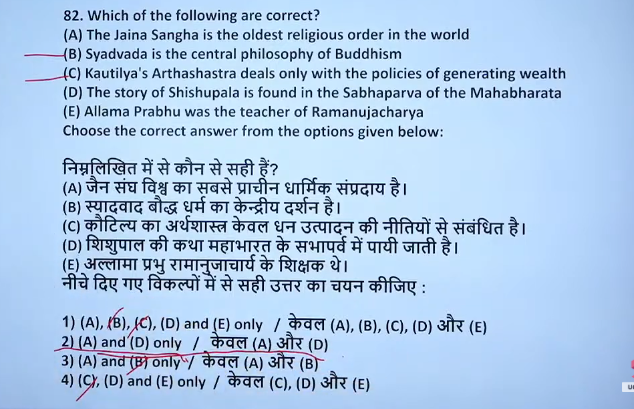 82. Which of the following are correct?
(A) The Jaina Sangha is the oldest religious order in the world
(B) Syadvada is the central philosophy of Buddhism
(C) Kautilya's Arthashastra deals only with the policies of generating wealth
(D) The story of Shishupala is found in the Sabhaparva of the Mahabharata
(E) Allama Prabhu was the teacher of Ramanujacharya
Choose the correct answer from the options given below:
निम्नलिखित में से कौन से सही हैं?
(A) जैन संघ विश्व का सबसे प्राचीन धार्मिक संप्रदाय है।
(B) स्यादवाद बौद्ध धर्म का केन्द्रीय दर्शन है।
(C) कौटिल्य का अर्थशास्त्र केवल धन उत्पादन की नीतियों से संबंधित है।
(D) शिशुपाल की कथा महाभारत के सभापर्व में पायी जाती है।
(E) अल्लामा प्रभु रामानुजाचार्य के शिक्षक थे।
नीचे दिए गए विकल्पों में से सही उत्तर का चयन कीजिए :
1) (A), (B), (C), (D) and (E) only / केवल (A), (B), (C), (D) और (E)
2) (A) and (D) only / केवल (A) और (D)
3) (A) and (B) only / केवल (A) और (B)
4) (C), (D) and (E) only / केवल (C), (D) और (E)